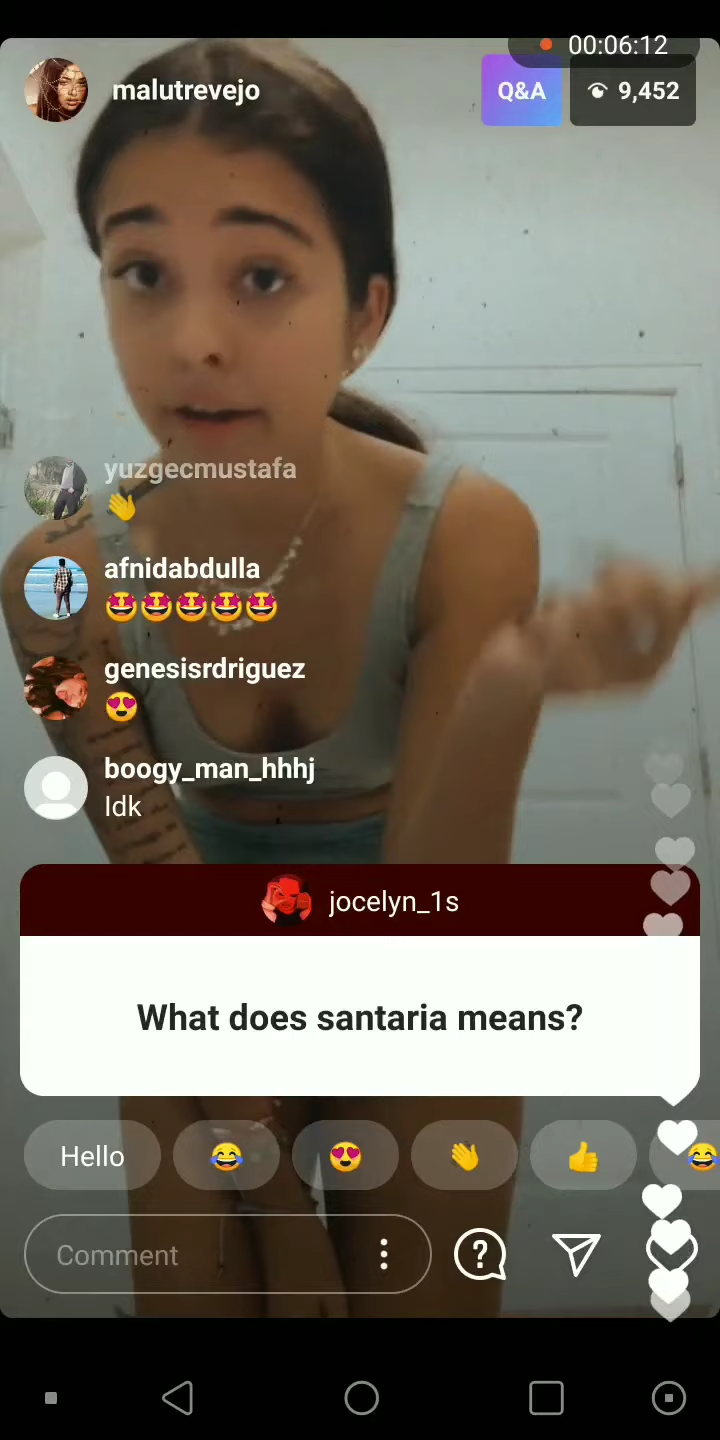 00:06:12
malutrevejo
Q&A
9,452
yuzgecmustafa
👋
afnidabdulla
🤩🤩🤩🤩🤩
genesisrdriguez
😍
boogy_man_hhhj
Idk
jocelyn_1s
What does santaria means?
Hello 😂 😍 👋 👍 😂
Comment